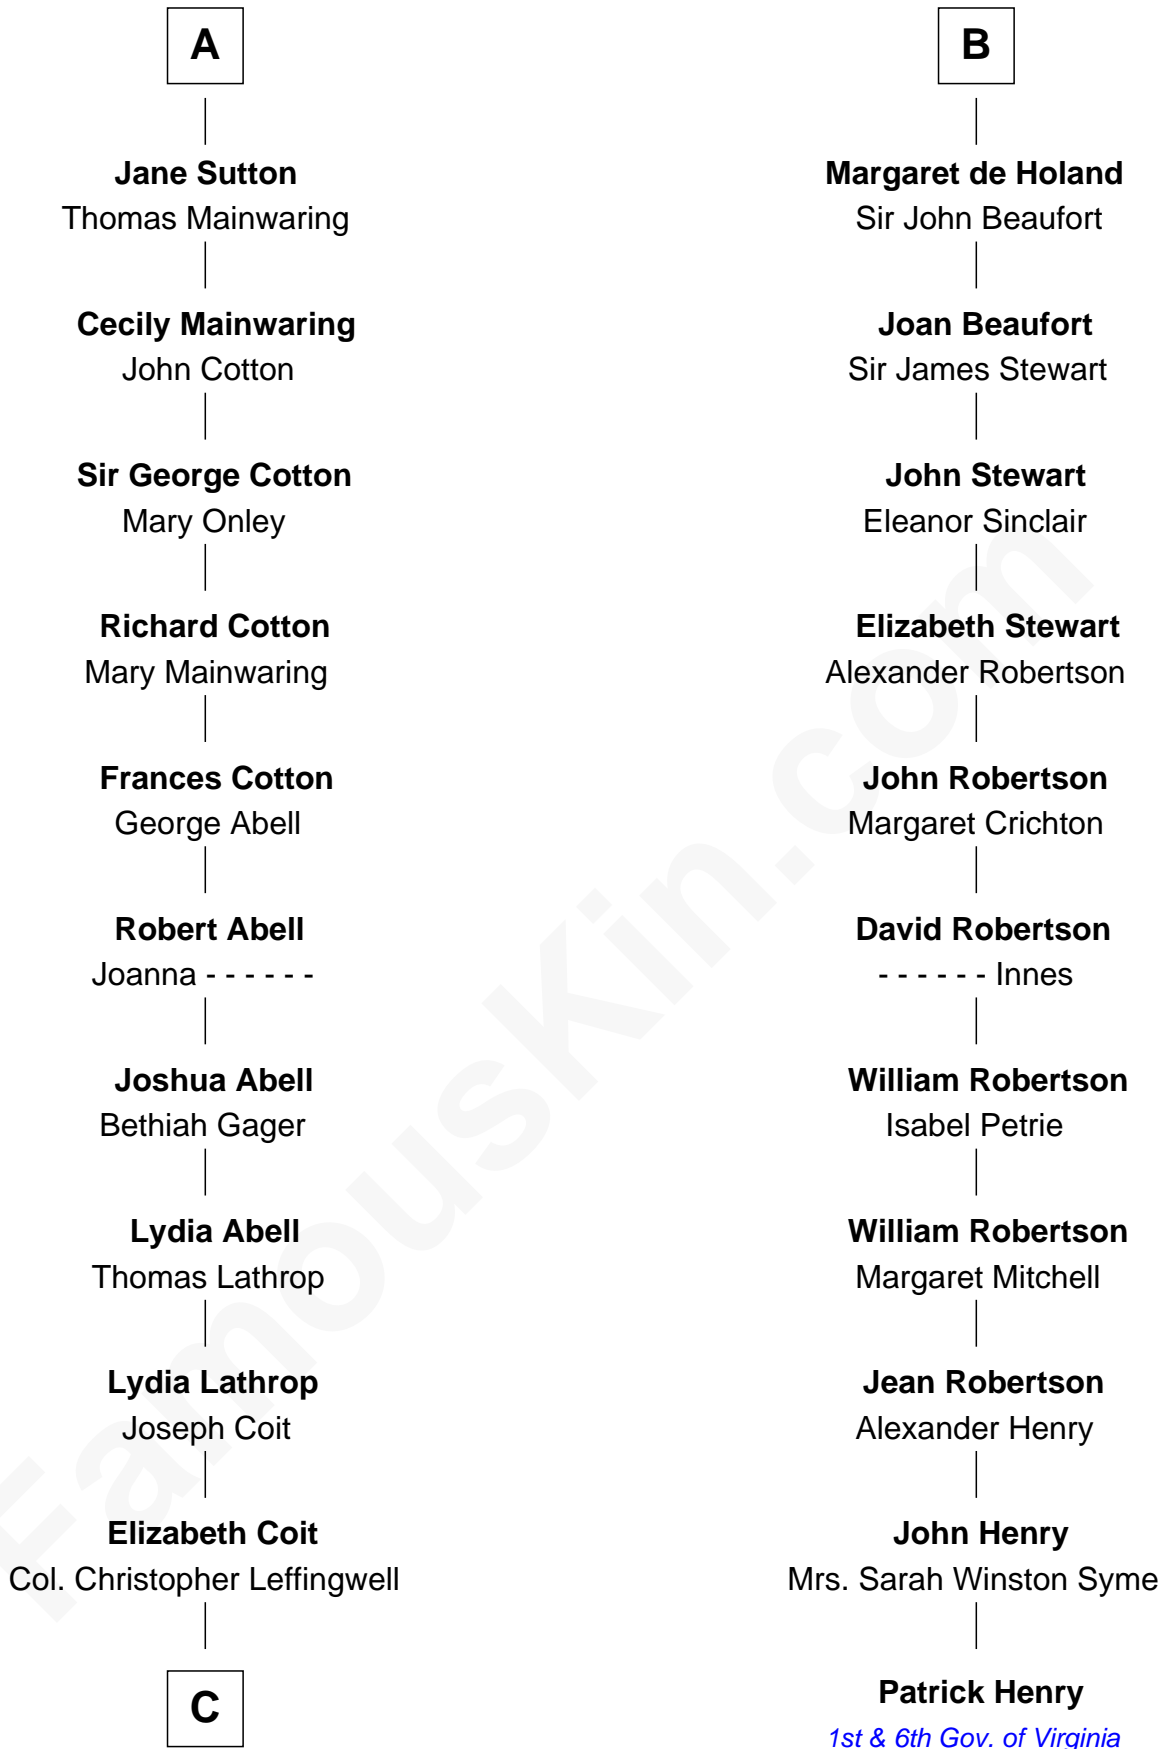 A
Jane Sutton
Thomas Mainwaring
Cecily Mainwaring
John Cotton
Sir George Cotton
Mary Onley
Richard Cotton
Mary Mainwaring
Frances Cotton
George Abell
Robert Abell
Joanna - - - - - -
Joshua Abell
Bethiah Gager
Lydia Abell
Thomas Lathrop
Lydia Lathrop
Joseph Coit
Elizabeth Coit
Col. Christopher Leffingwell
C
B
Margaret de Holand
Sir John Beaufort
Joan Beaufort
Sir James Stewart
John Stewart
Eleanor Sinclair
Elizabeth Stewart
Alexander Robertson
John Robertson
Margaret Crichton
David Robertson
- - - - - - Innes
William Robertson
Isabel Petrie
William Robertson
Margaret Mitchell
Jean Robertson
Alexander Henry
John Henry
Mrs. Sarah Winston Syme
Patrick Henry
1st & 6th Gov. of Virginia
FamousKin.com